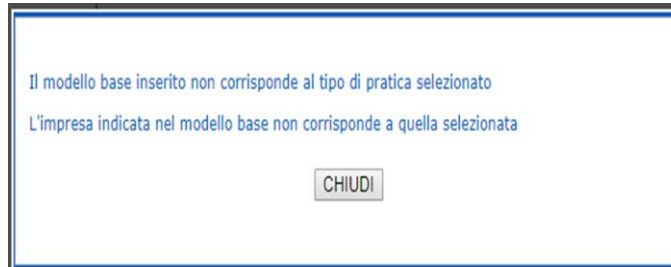 Il modello base inserito non corrisponde al tipo di pratica selezionato
L'impresa indicata nel modello base non corrisponde a quella selezionata
CHIUDI